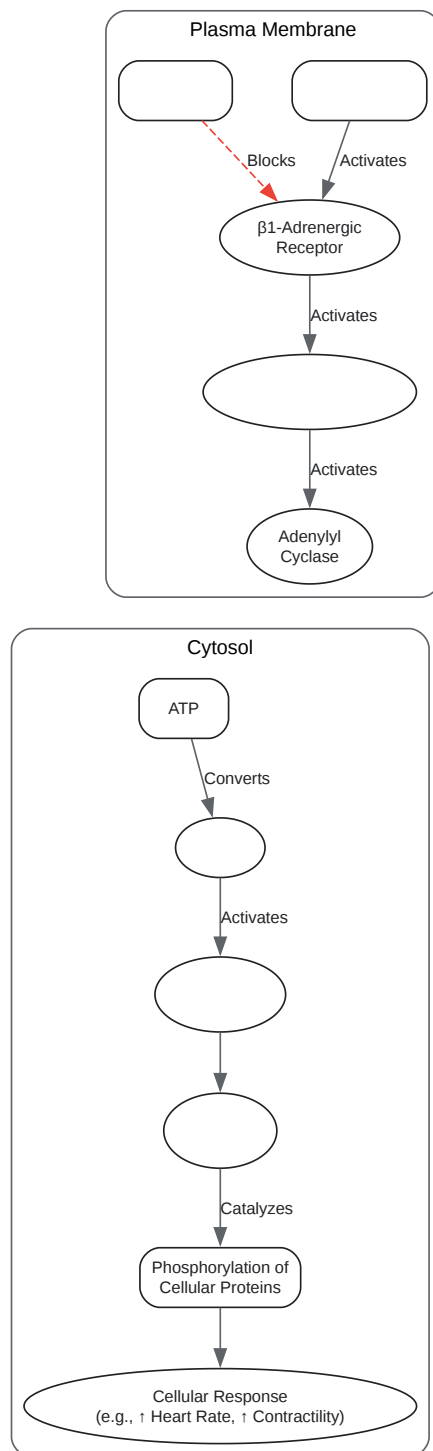 Plasma Membrane
Blocks
Activates
β1-Adrenergic
Receptor
Activates
Activates
Adenylyl
Cyclase
Cytosol
ATP
Converts
Activates
Catalyzes
Phosphorylation of
Cellular Proteins
Cellular Response
(e.g., ↑ Heart Rate, ↑ Contractility)